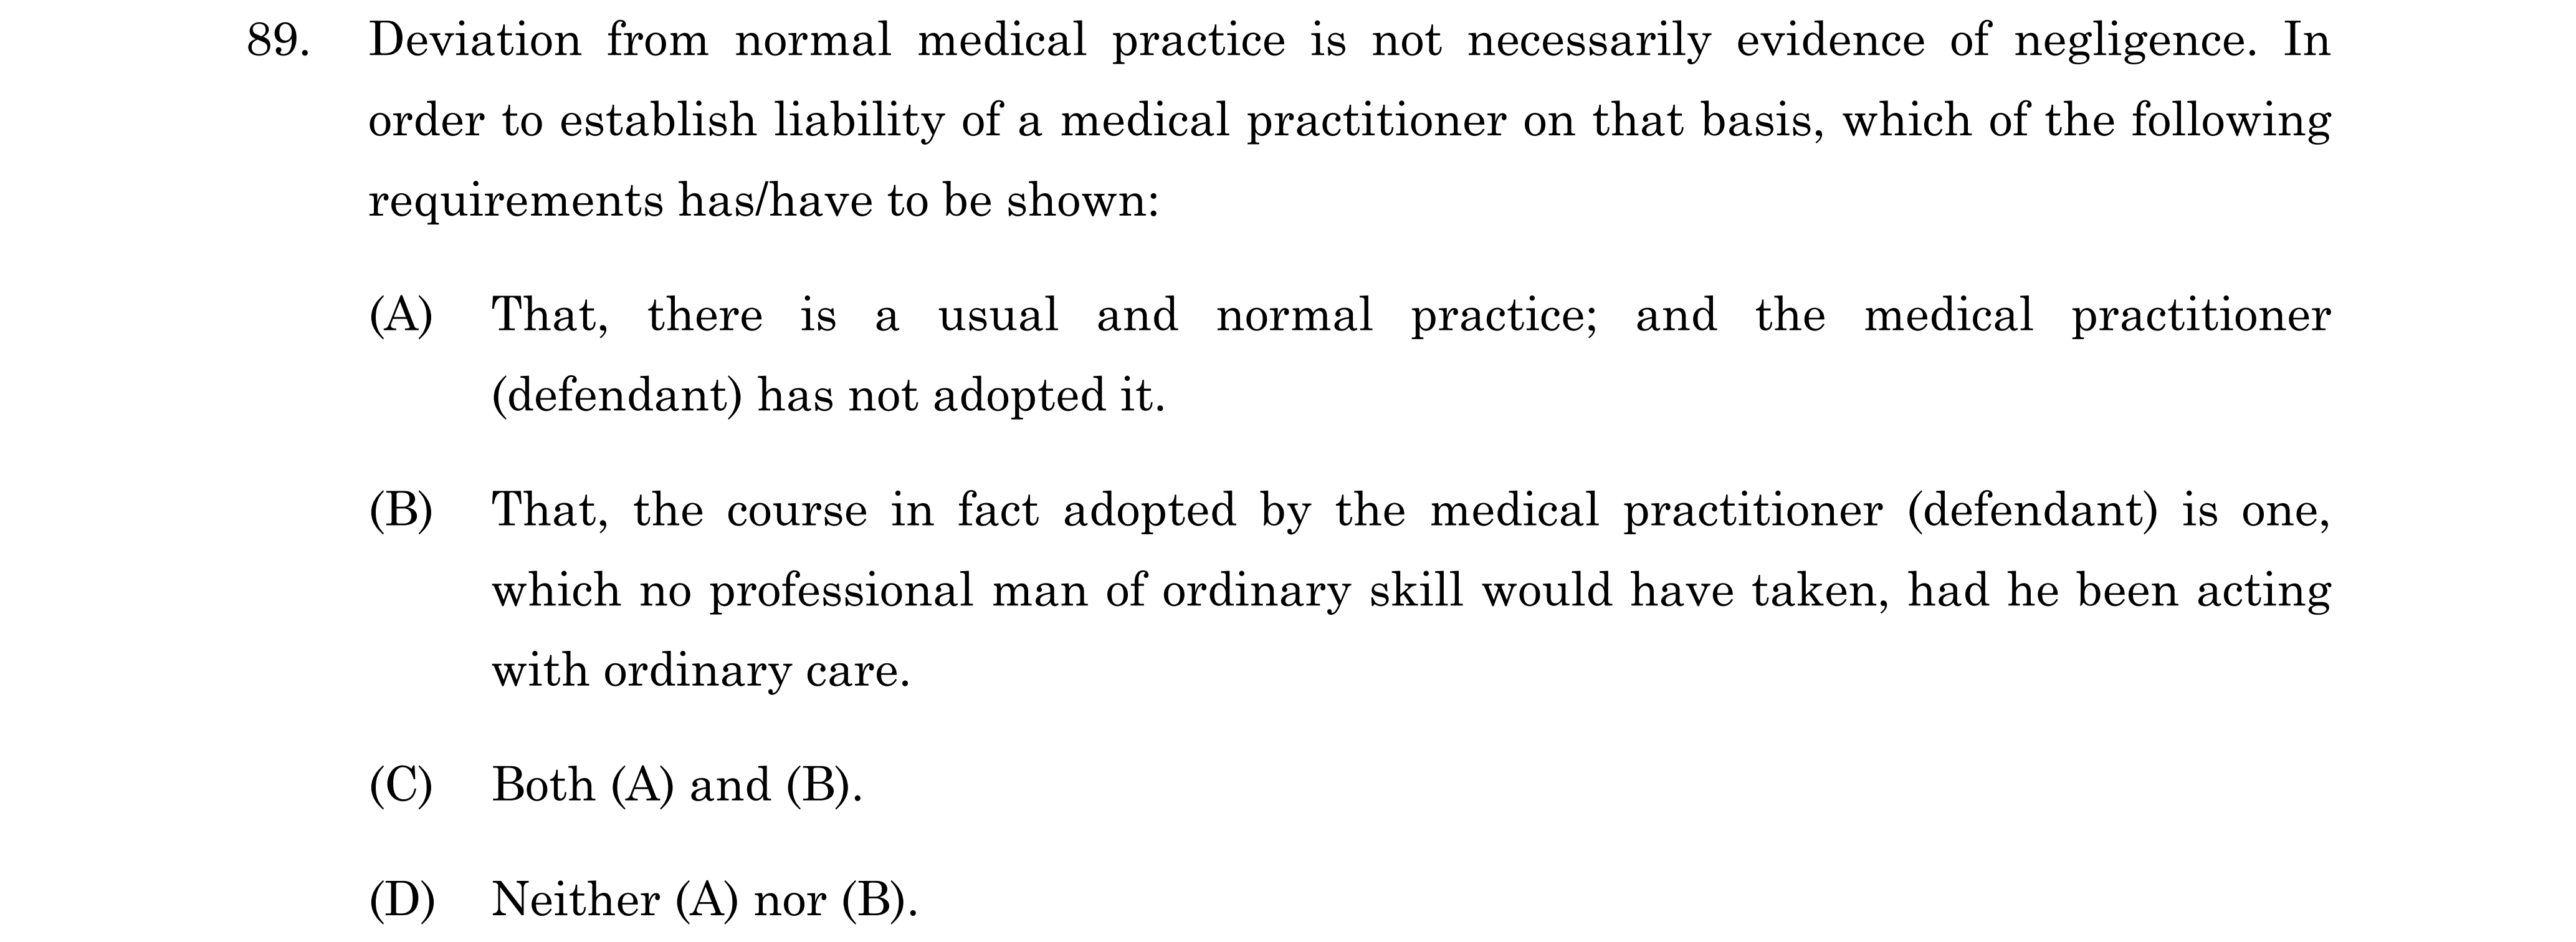 89. Deviation from normal medical practice is not necessarily evidence of negligence. In
order to establish liability of a medical practitioner on that basis, which of the following
requirements has/have to be shown:
(A) That, there is a usual and normal practice; and the medical practitioner
(defendant) has not adopted it.
(B) That, the course in fact adopted by the medical practitioner (defendant) is one,
which no professional man of ordinary skill would have taken, had he been acting
with ordinary care.
(C) Both (A) and (B).
(D) Neither (A) nor (B).